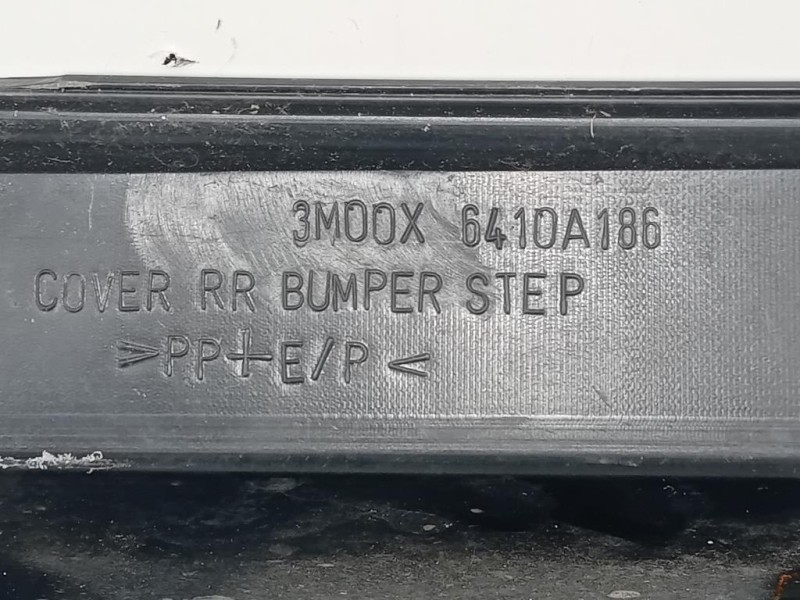 3M00X 6410A186
COVER RR BUMPER STEP
>PP+E/P<